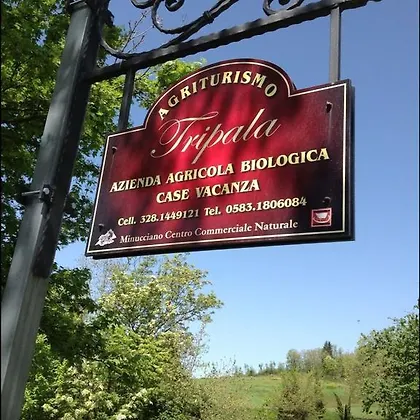 AGRITURISMO
Tripala
AZIENDA AGRICOLA BIOLOGICA
CASE VACANZA
Cell. 328.1449121 Tel. 0583.1806084
Minucciano Centro Commerciale Naturale